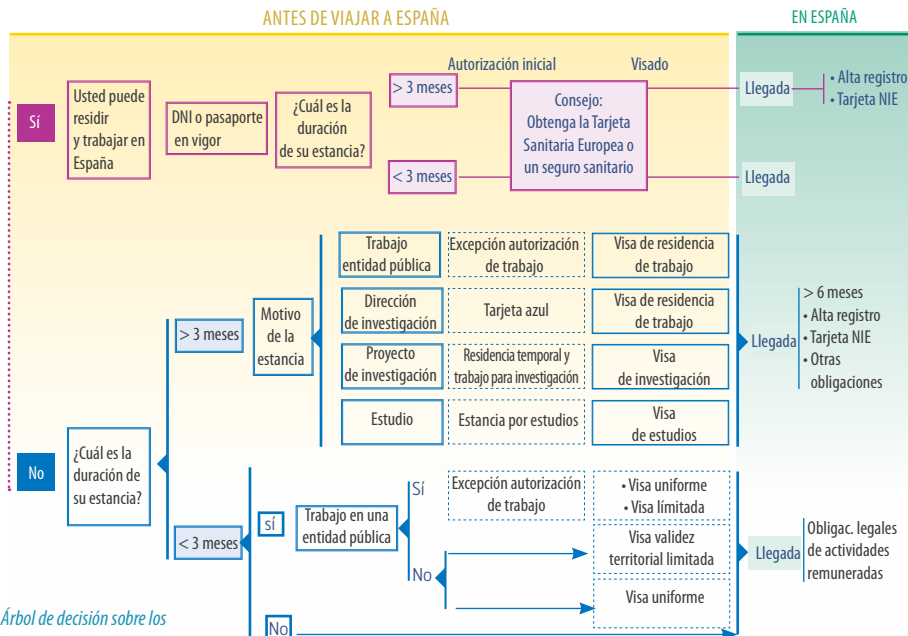 ANTES DE VIAJAR A ESPAÑA
EN ESPAÑA
Autorización inicial
Visado
Sí
Usted puede
residir
y trabajar en
España
DNI o pasaporte
en vigor
¿Cuál es la
duración
de su estancia?
> 3 meses
< 3 meses
Consejo:
Obtenga la Tarjeta
Sanitaria Europea o
un seguro sanitario
Llegada
• Alta registro
• Tarjeta NIE
Llegada
No
¿Cuál es la
duración de
su estancia?
> 3 meses
Motivo
de la
estancia
Trabajo
entidad pública
Excepción autorización
de trabajo
Visa de residencia
de trabajo
Dirección
de investigación
Tarjeta azul
Visa de residencia
de trabajo
Proyecto
de investigación
Residencia temporal y
trabajo para investigación
Visa
de investigación
Estudio
Estancia por estudios
Visa
de estudios
Llegada
> 6 meses
• Alta registro
• Tarjeta NIE
• Otras
obligaciones
< 3 meses
sí
Trabajo en una
entidad pública
Sí
Excepción autorización
de trabajo
• Visa uniforme
• Visa límitada
No
Visa validez
territorial limitada
Visa uniforme
Llegada
Obligac. legales
de actividades
remuneradas
No
Árbol de decisión sobre los